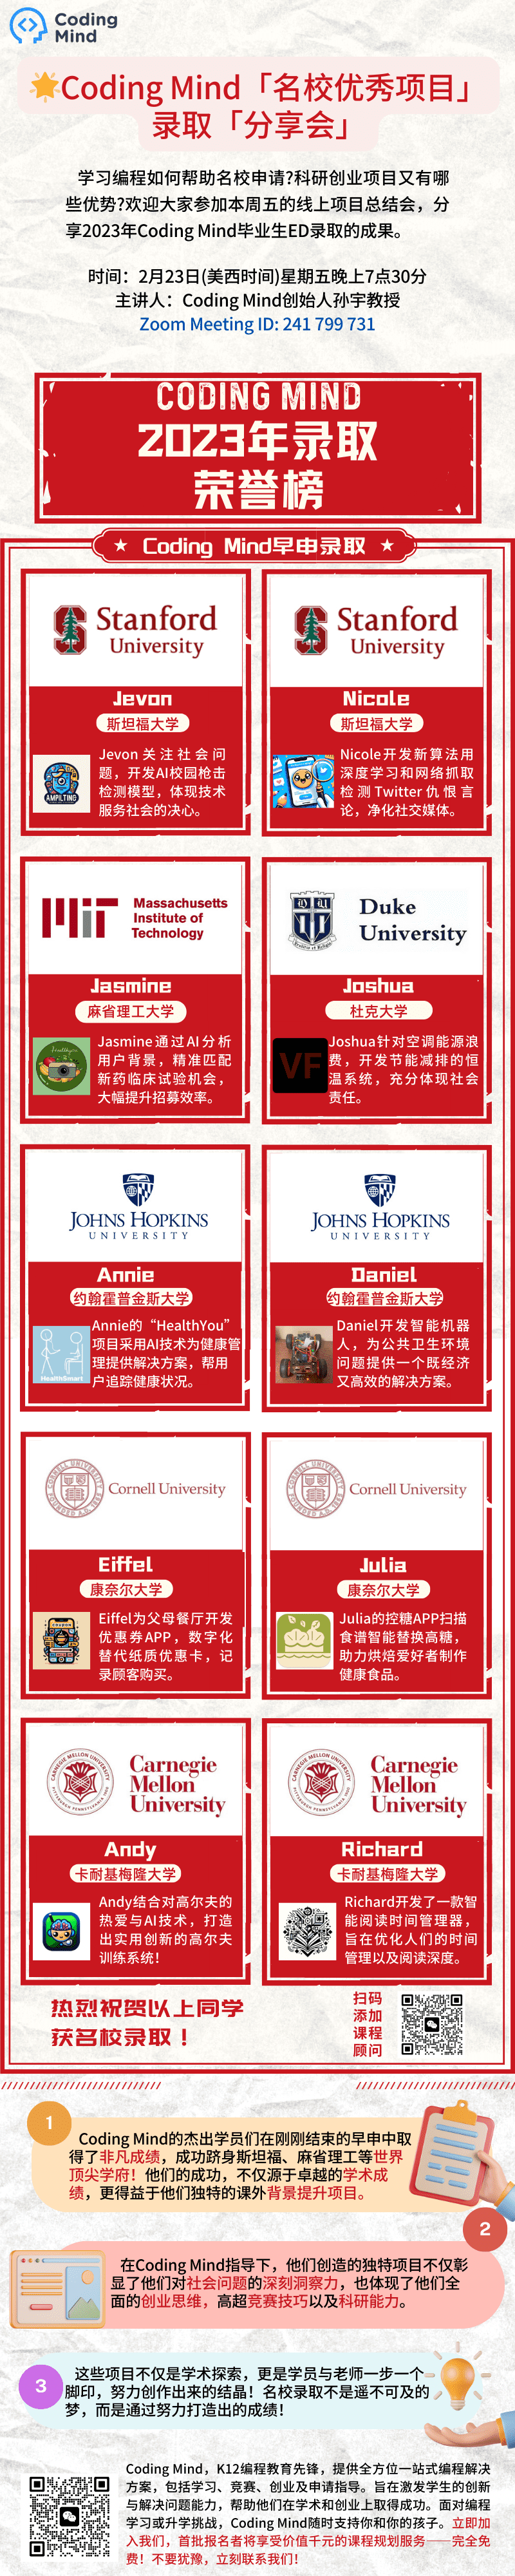 Coding
Mind
Coding Mind「名校优秀项目」
录取「分享会」
学习编程如何帮助名校申请?科研创业项目又有哪
些优势?欢迎大家参加本周五的线上项目总结会，分
享2023年Coding Mind毕业生ED录取的成果。
时间：2月23日(美西时间)星期五晚上7点30分
主讲人：Coding Mind创始人孙宇教授
Zoom Meeting ID: 241 799 731
CODING MIND
2023年录取
荣誉榜
Coding Mind早申录取
Stanford
University
Jevon
斯坦福大学
Jevon关注社会问
题，开发AI校园枪击
检测模型，体现技术
服务社会的决心。
Stanford
University
Nicole
斯坦福大学
Nicole开发新算法用
深度学习和网络抓取
检测Twitter仇恨言
论，净化社交媒体。
MIT
Massachusetts
Institute of
Technology
Jasmine
麻省理工大学
Jasmine通过AI分析
用户背景，精准匹配
新药临床试验机会，
大幅提升招募效率。
Duke
University
Joshua
杜克大学
VF
Joshua针对空调能源浪
费，开发节能减排的恒
温系统，充分体现社会
责任。
JOHNS HOPKINS
UNIVERSITY
Annie
约翰霍普金斯大学
HealthSmart
Annie的“HealthYou”
项目采用AI技术为健康管
理提供解决方案，帮用
户追踪健康状况。
JOHNS HOPKINS
UNIVERSITY
Daniel
约翰霍普金斯大学
Daniel开发智能机器
人，为公共卫生环境
问题提供一个既经济
又高效的解决方案。
Cornell University
Eiffel
康奈尔大学
Eiffel为父母餐厅开发
优惠券APP，数字化
替代纸质优惠卡，记
录顾客购买。
Cornell University
Julia
康奈尔大学
Julia的控糖APP扫描
食谱智能替换高糖，
助力烘焙爱好者制作
健康食品。
Carnegie
Mellon
University
Andy
卡耐基梅隆大学
Andy结合对高尔夫的
热爱与AI技术，打造
出实用创新的高尔夫
训练系统！
Carnegie
Mellon
University
Richard
卡耐基梅隆大学
Richard开发了一款智
能阅读时间管理器，
旨在优化人们的时间
管理以及阅读深度。
热烈祝贺以上同学
获名校录取！
扫码
添加
课程
顾问
1
Coding Mind的杰出学员们在刚刚结束的早申中取
得了非凡成绩，成功跻身斯坦福、麻省理工等世界
顶尖学府！他们的成功，不仅源于卓越的学术成
绩，更得益于他们独特的课外背景提升项目。
2
在Coding Mind指导下，他们创造的独特项目不仅彰
显了他们对社会问题的深刻洞察力，也体现了他们全
面的创业思维，高超竞赛技巧以及科研能力。
3
这些项目不仅是学术探索，更是学员与老师一步一个
脚印，努力创作出来的结晶！名校录取不是遥不可及的
梦，而是通过努力打造出的成绩！
Coding Mind，K12编程教育先锋，提供全方位一站式编程解决
方案，包括学习、竞赛、创业及申请指导。旨在激发学生的创新
与解决问题能力，帮助他们在学术和创业上取得成功。面对编程
学习或升学挑战，Coding Mind随时支持你和你的孩子。立即加
入我们，首批报名者将享受价值千元的课程规划服务——完全免
费！不要犹豫，立刻联系我们！